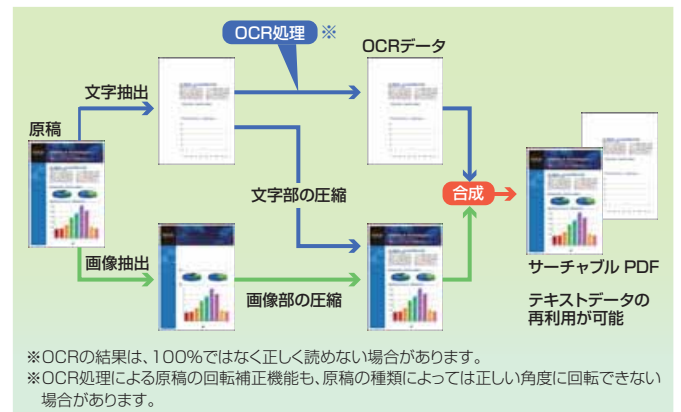 OCR処理 ※
OCRデータ
文字抽出
原稿
文字部の圧縮
合成
画像抽出
画像部の圧縮
サーチャブル PDF
テキストデータの
再利用が可能
※OCRの結果は、100%ではなく正しく読めない場合があります。
※OCR処理による原稿の回転補正機能も、原稿の種類によっては正しい角度に回転できない
場合があります。